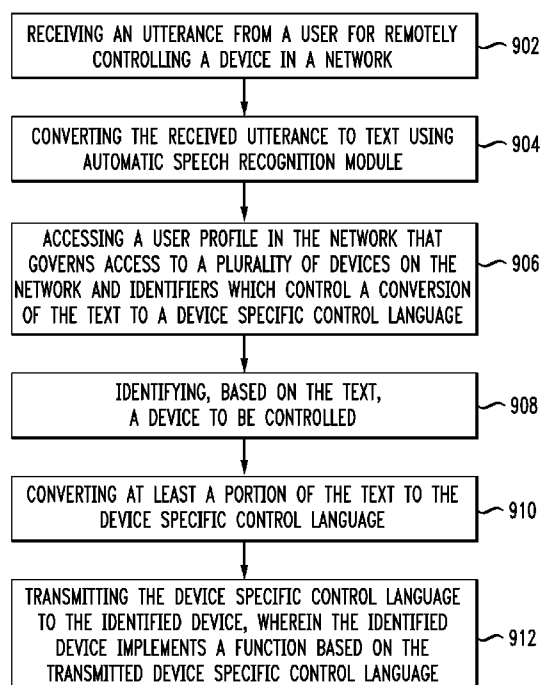 RECEIVING AN UTTERANCE FROM A USER FOR REMOTELY
CONTROLLING A DEVICE IN A NETWORK
902
CONVERTING THE RECEIVED UTTERANCE TO TEXT USING
AUTOMATIC SPEECH RECOGNITION MODULE
904
ACCESSING A USER PROFILE IN THE NETWORK THAT
GOVERNS ACCESS TO A PLURALITY OF DEVICES ON THE
NETWORK AND IDENTIFIERS WHICH CONTROL A CONVERSION
OF THE TEXT TO A DEVICE SPECIFIC CONTROL LANGUAGE
906
IDENTIFYING, BASED ON THE TEXT,
A DEVICE TO BE CONTROLLED
908
CONVERTING AT LEAST A PORTION OF THE TEXT TO THE
DEVICE SPECIFIC CONTROL LANGUAGE
910
TRANSMITTING THE DEVICE SPECIFIC CONTROL LANGUAGE
TO THE IDENTIFIED DEVICE, WHEREIN THE IDENTIFIED
DEVICE IMPLEMENTS A FUNCTION BASED ON THE
TRANSMITTED DEVICE SPECIFIC CONTROL LANGUAGE
912